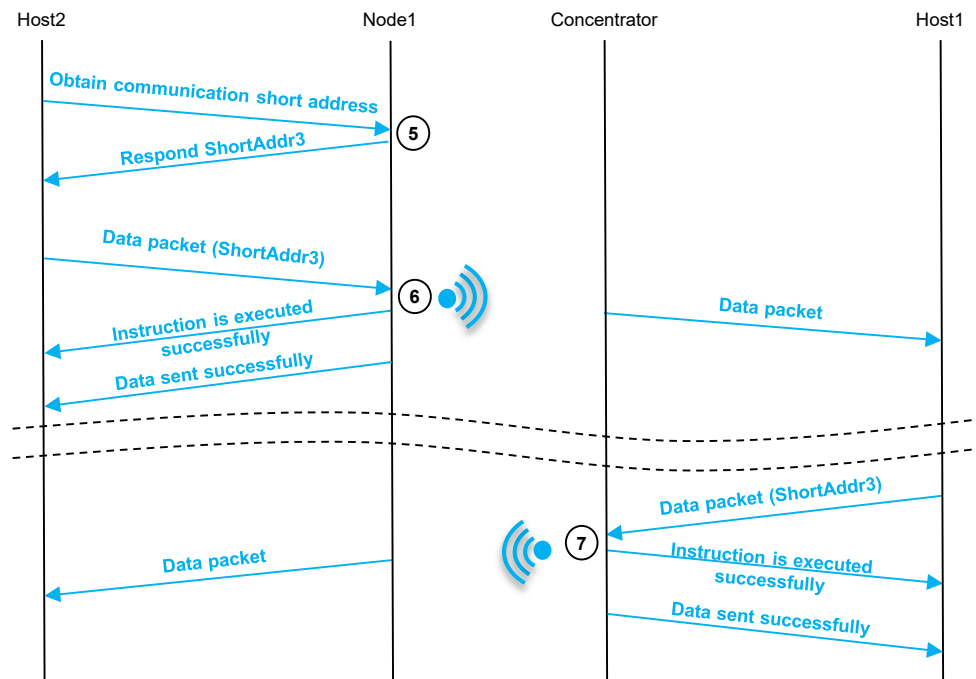 Host2
Node1
Concentrator
Host1
Obtain communication short address
5
Respond ShortAddr3
Data packet (ShortAddr3)
6
Instruction is executed
successfully
Data packet
Data sent successfully
Data packet (ShortAddr3)
7
Instruction is executed
successfully
Data packet
Data sent successfully